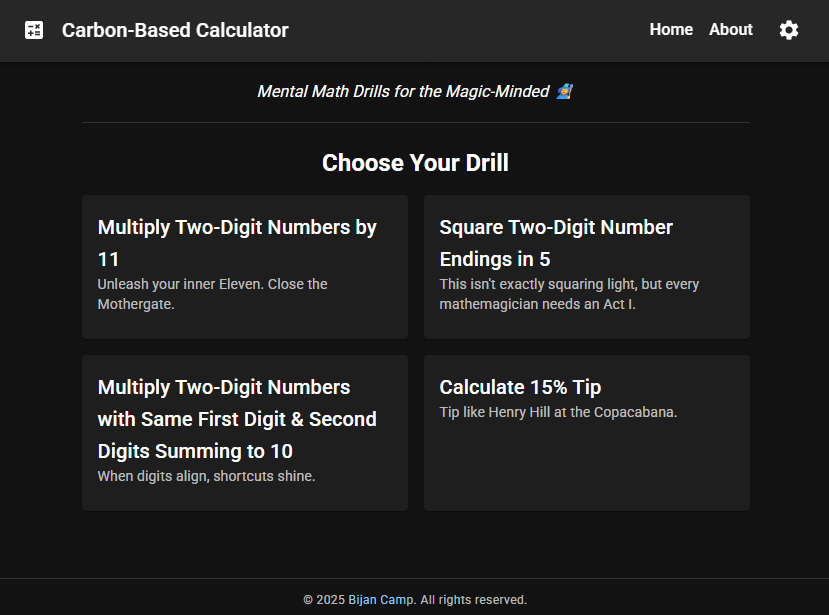 Carbon-Based Calculator
Home About
Mental Math Drills for the Magic-Minded 🧙‍♂️
Choose Your Drill
Multiply Two-Digit Numbers by
11
Unleash your inner Eleven. Close the
Mothergate.
Square Two-Digit Number
Endings in 5
This isn't exactly squaring light, but every
mathemagician needs an Act I.
Multiply Two-Digit Numbers
with Same First Digit & Second
Digits Summing to 10
When digits align, shortcuts shine.
Calculate 15% Tip
Tip like Henry Hill at the Copacabana.
© 2025 Bijan Camp. All rights reserved.